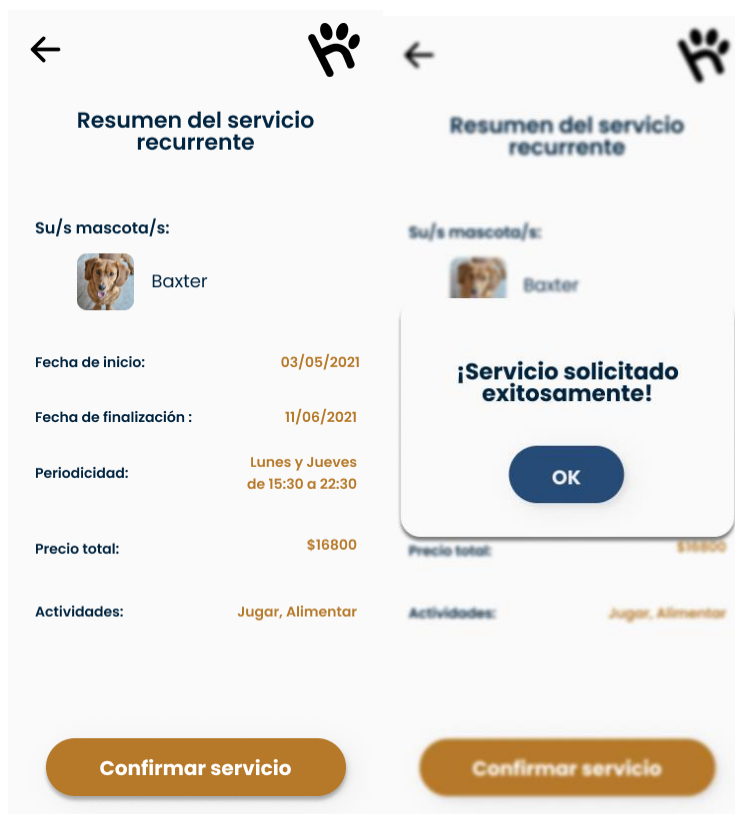 Resumen del servicio
recurrente
Su/s mascota/s:
Baxter
Fecha de inicio: 03/05/2021
Fecha de finalización : 11/06/2021
Periodicidad: Lunes y Jueves
de 15:30 a 22:30
Precio total: $16800
Actividades: Jugar, Alimentar
Confirmar servicio
Resumen del servicio
recurrente
Su/s mascota/s:
Baxter
¡Servicio solicitado
exitosamente!
OK
Precio total: $16800
Actividades: Jugar, Alimentar
Confirmar servicio